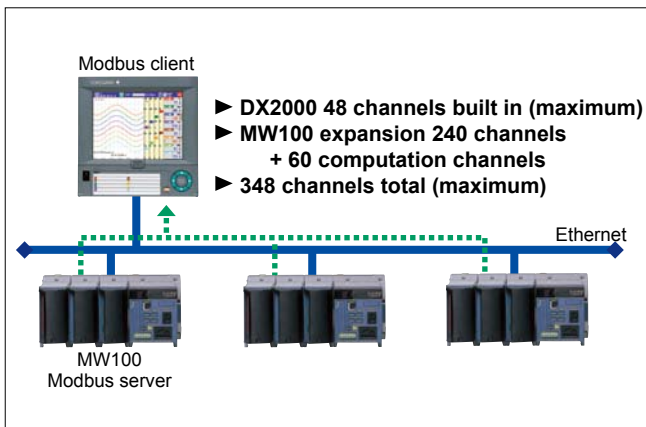 Modbus client
YOKOGAWA
► DX2000 48 channels built in (maximum)
► MW100 expansion 240 channels
+ 60 computation channels
► 348 channels total (maximum)
Ethernet
MW100
Modbus server